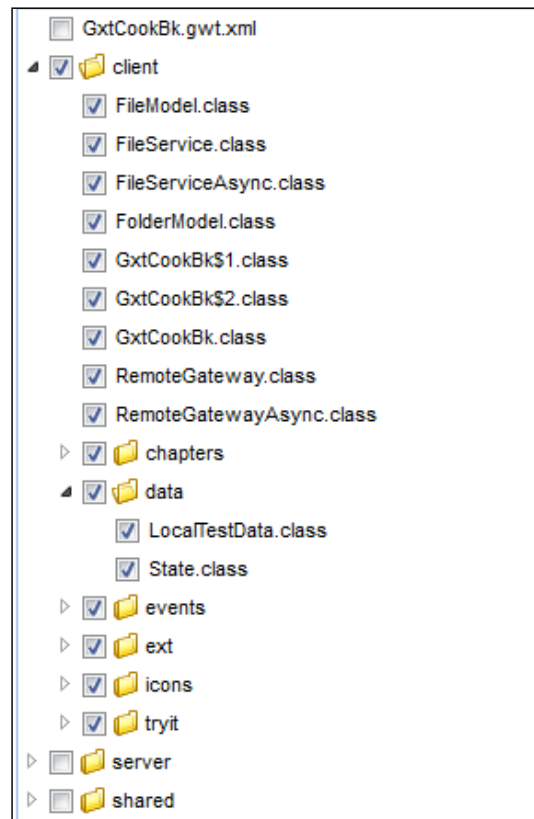 GxtCookBk.gwt.xml
client
FileModel.class
FileService.class
FileServiceAsync.class
FolderModel.class
GxtCookBk$1.class
GxtCookBk$2.class
GxtCookBk.class
RemoteGateway.class
RemoteGatewayAsync.class
chapters
data
LocalTestData.class
State.class
events
ext
icons
tryit
server
shared